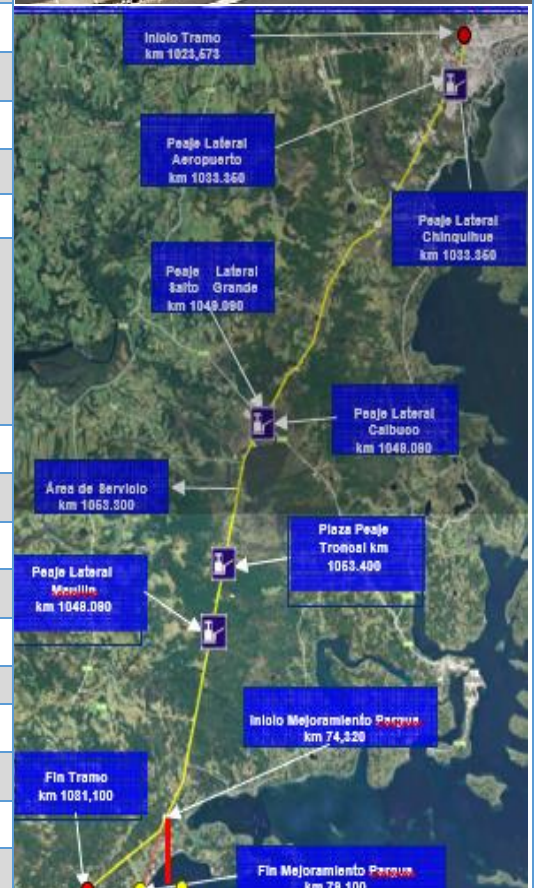 Inicio Tramo
km 1023,573
Peaje Lateral
Aeropuerto
km 1033.350
Peaje Lateral
Chinquihue
km 1033.350
Peaje Lateral
Salto Grande
km 1049.090
Peaje Lateral
Calbuco
km 1049.090
Área de Servicio
km 1053.300
Plaza Peaje
Troncal km
1053.400
Peaje Lateral
Maullín
km 1049.090
Inicio Mejoramiento Pargua
km 74,320
Fin Tramo
km 1081,100
Fin Mejoramiento Pargua
km 79,100